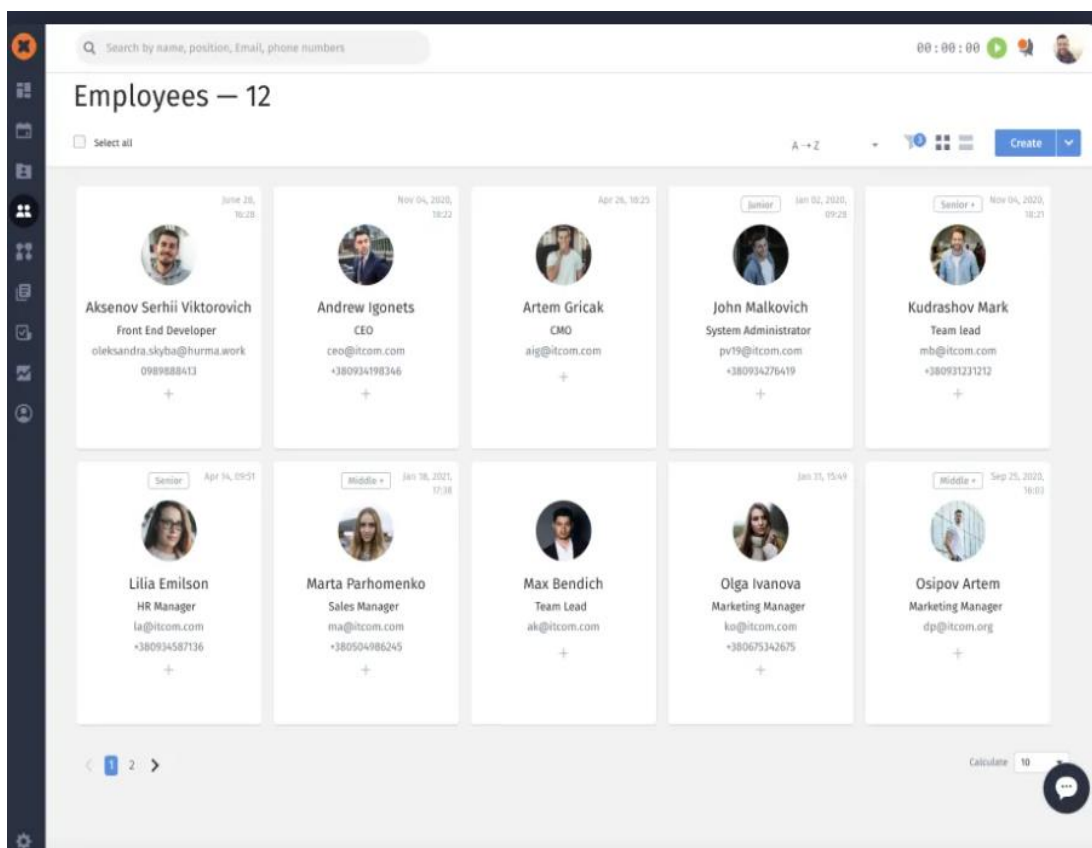 Search by name, position, Email, phone numbers
00:00:00
Employees — 12
Select all
A → Z
3
Create
June 28,
16:28
Aksenov Serhii Viktorovich
Front End Developer
oleksandra.skyba@hurma.work
0989888413
+
Nov 04, 2020,
18:22
Andrew Igonets
CEO
ceo@itcom.com
+380934198346
+
Apr 26, 18:25
Artem Gricak
CMO
aig@itcom.com
+
Junior
Jan 02, 2020,
09:28
John Malkovich
System Administrator
pv19@itcom.com
+380934276419
+
Senior +
Nov 04, 2020,
18:21
Kudrashov Mark
Team lead
mb@itcom.com
+380931231212
+
Senior
Apr 14, 09:51
Lilia Emilson
HR Manager
la@itcom.com
+380934587136
+
Middle +
Jan 18, 2021,
17:38
Marta Parhomenko
Sales Manager
ma@itcom.com
+380504986245
+
Max Bendich
Team Lead
ak@itcom.com
+
15:49
Olga Ivanova
Marketing Manager
ko@itcom.com
+380675342675
+
Middle +
Sep 25, 2020,
16:03
Osipov Artem
Marketing Manager
dp@itcom.org
+
1 2
Calculate 10